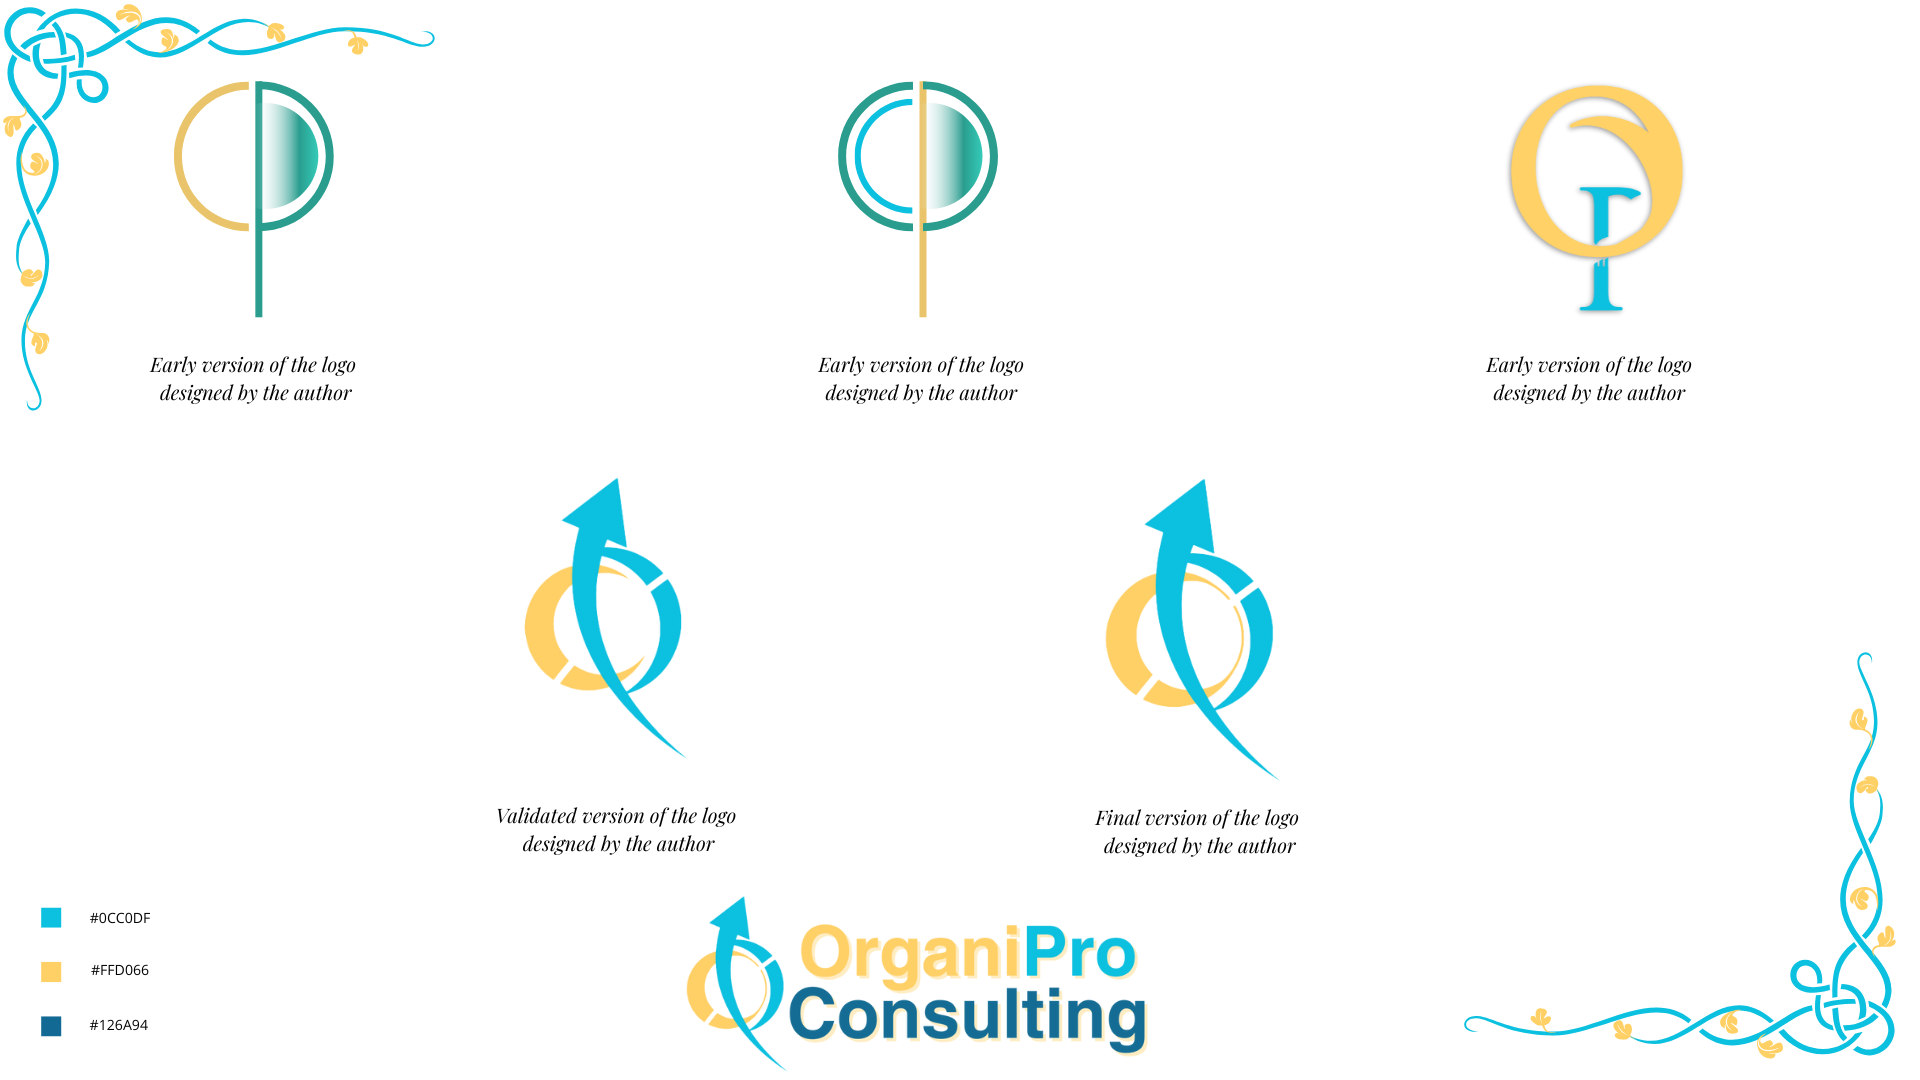 Early version of the logo
designed by the author
Early version of the logo
designed by the author
Early version of the logo
designed by the author
Validated version of the logo
designed by the author
Final version of the logo
designed by the author
#0CC0DF
#FFD066
#126A94
OrganiPro
Consulting